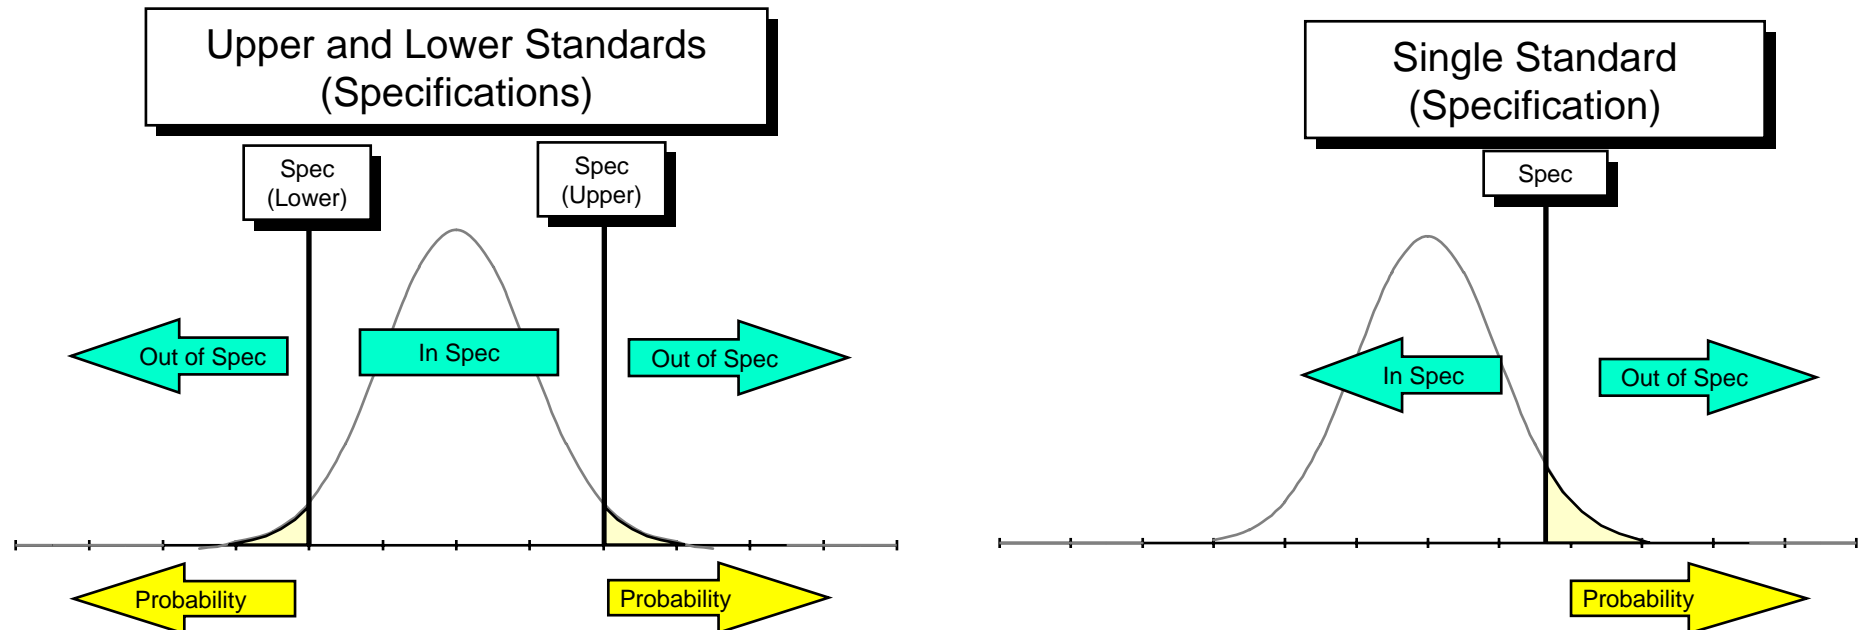 Upper and Lower Standards
(Specifications)
Spec
(Lower)
Spec
(Upper)
Out of Spec
In Spec
Out of Spec
Probability
Probability
Single Standard
(Specification)
Spec
In Spec
Out of Spec
Probability